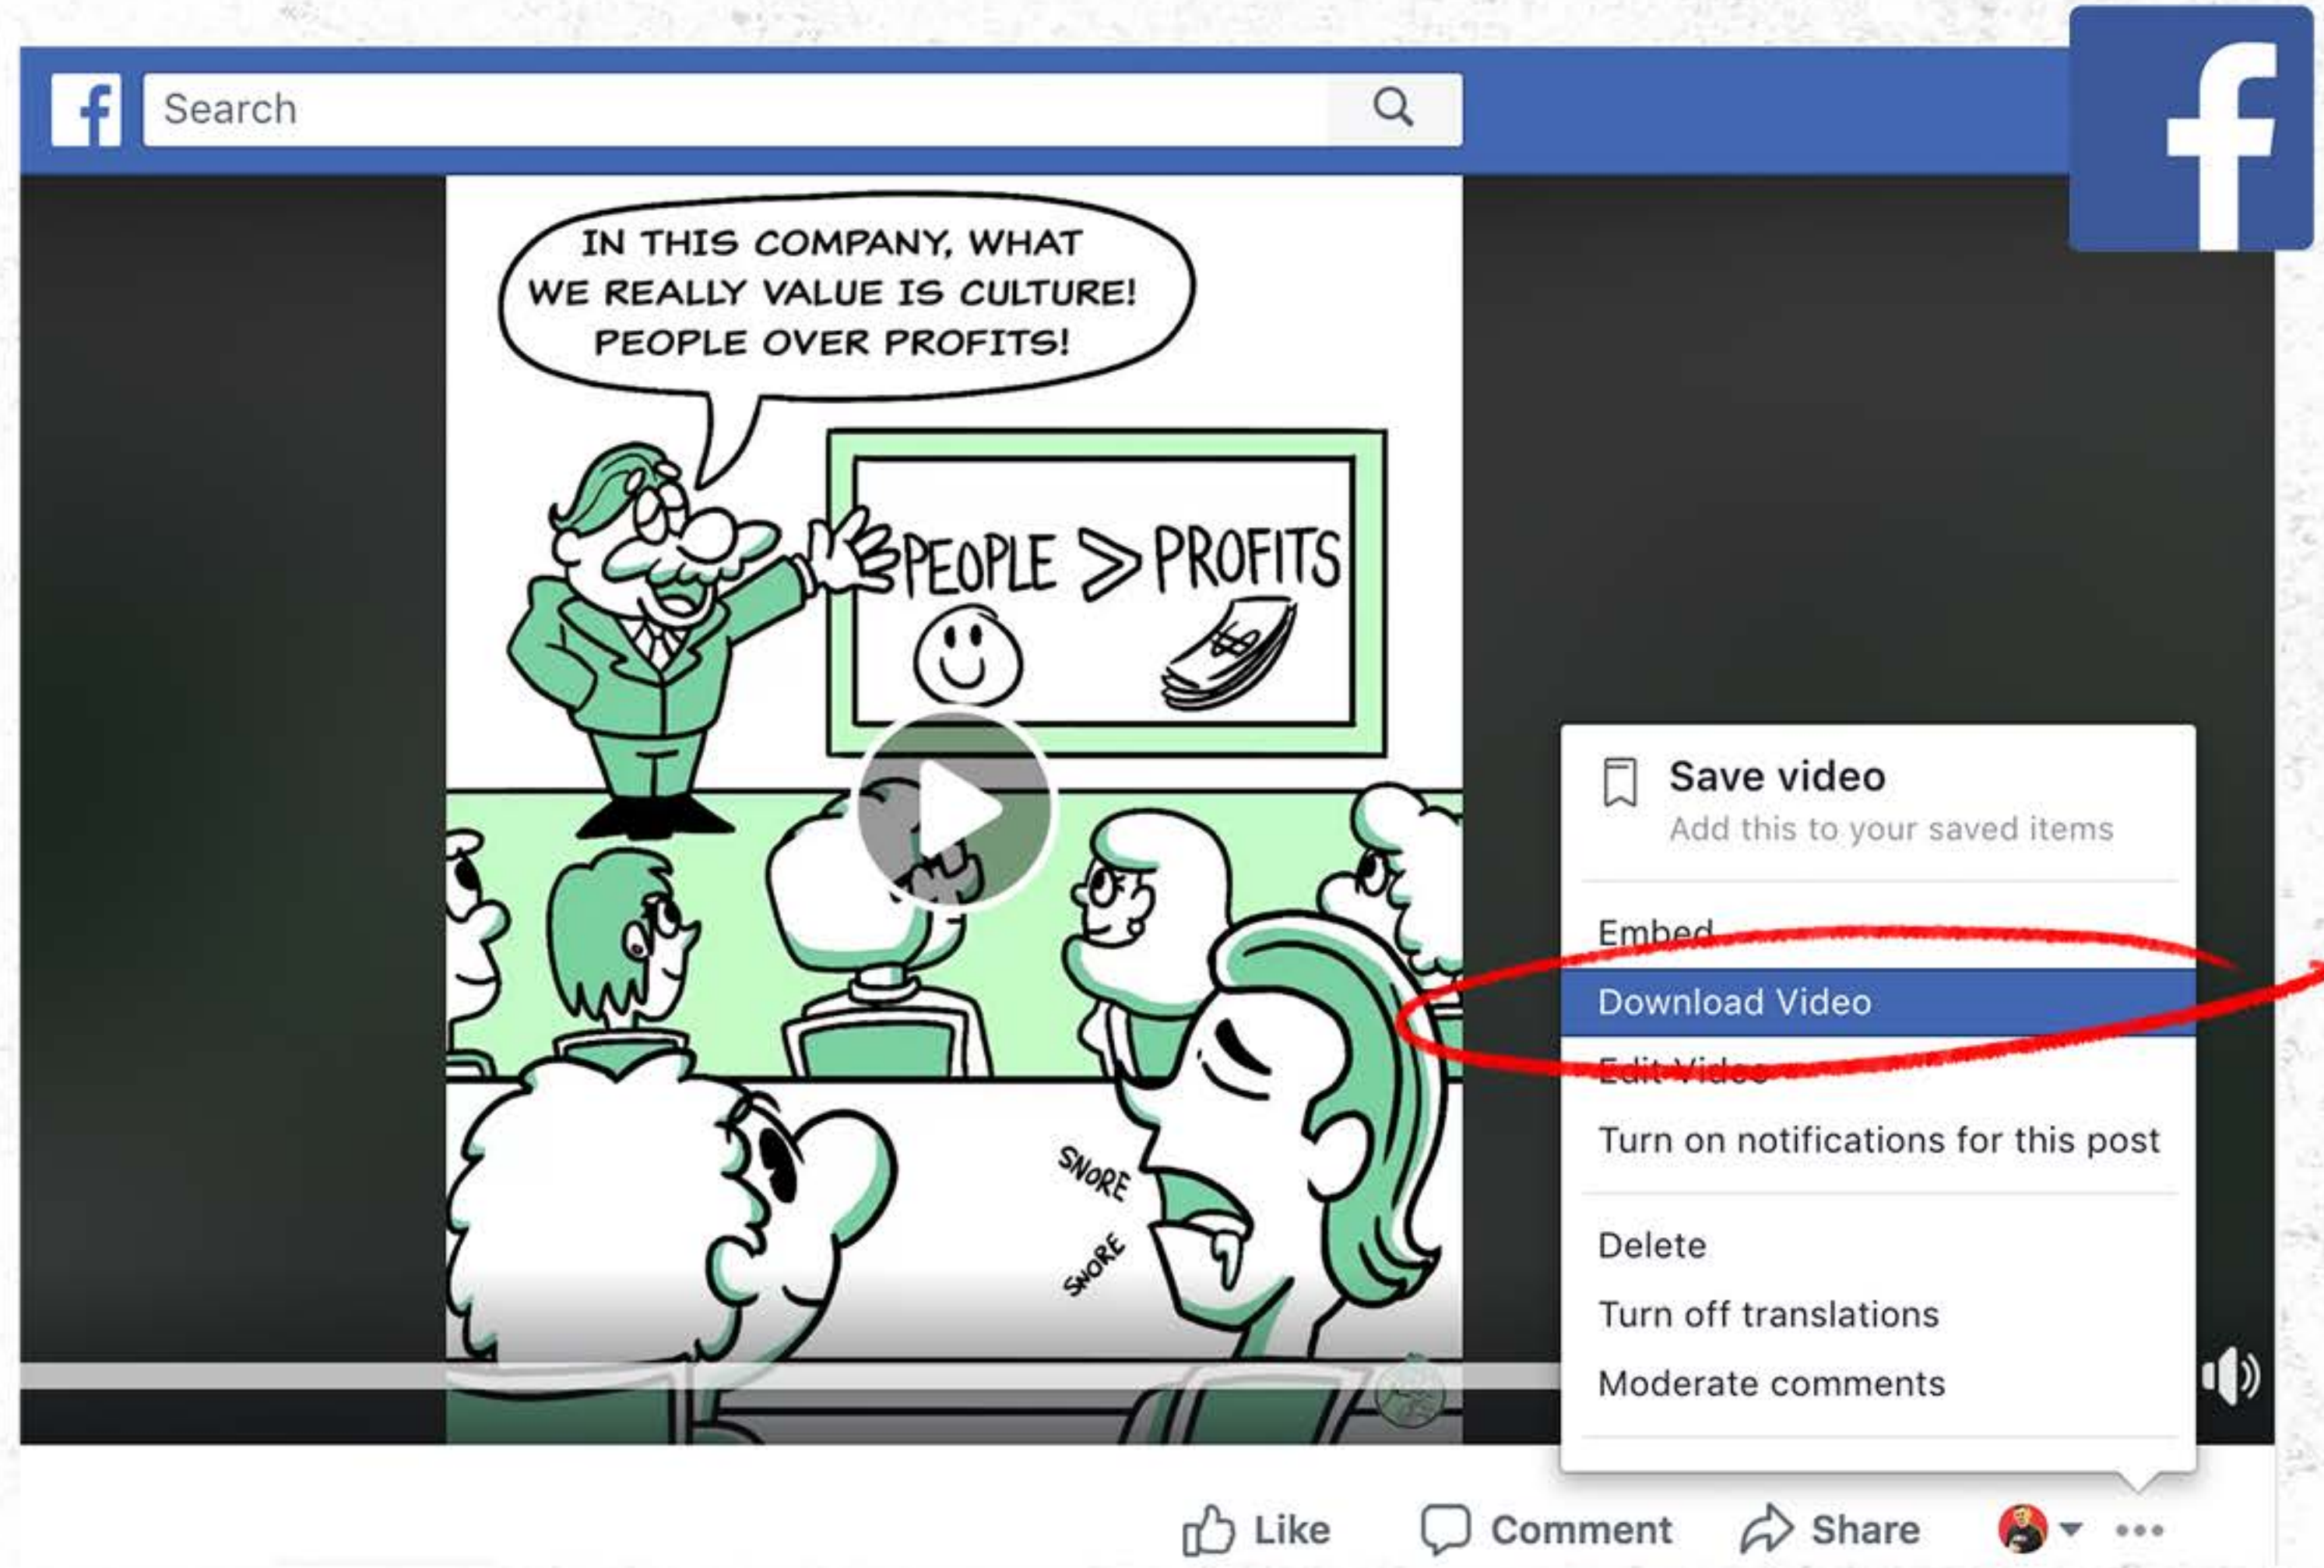 f
f Search
IN THIS COMPANY, WHAT
WE REALLY VALUE IS CULTURE!
PEOPLE OVER PROFITS!
PEOPLE > PROFITS
SNORE
SNORE
Save video
Add this to your saved items
Embed
Download Video
Edit Video
Turn on notifications for this post
Delete
Turn off translations
Moderate comments
Like Comment Share